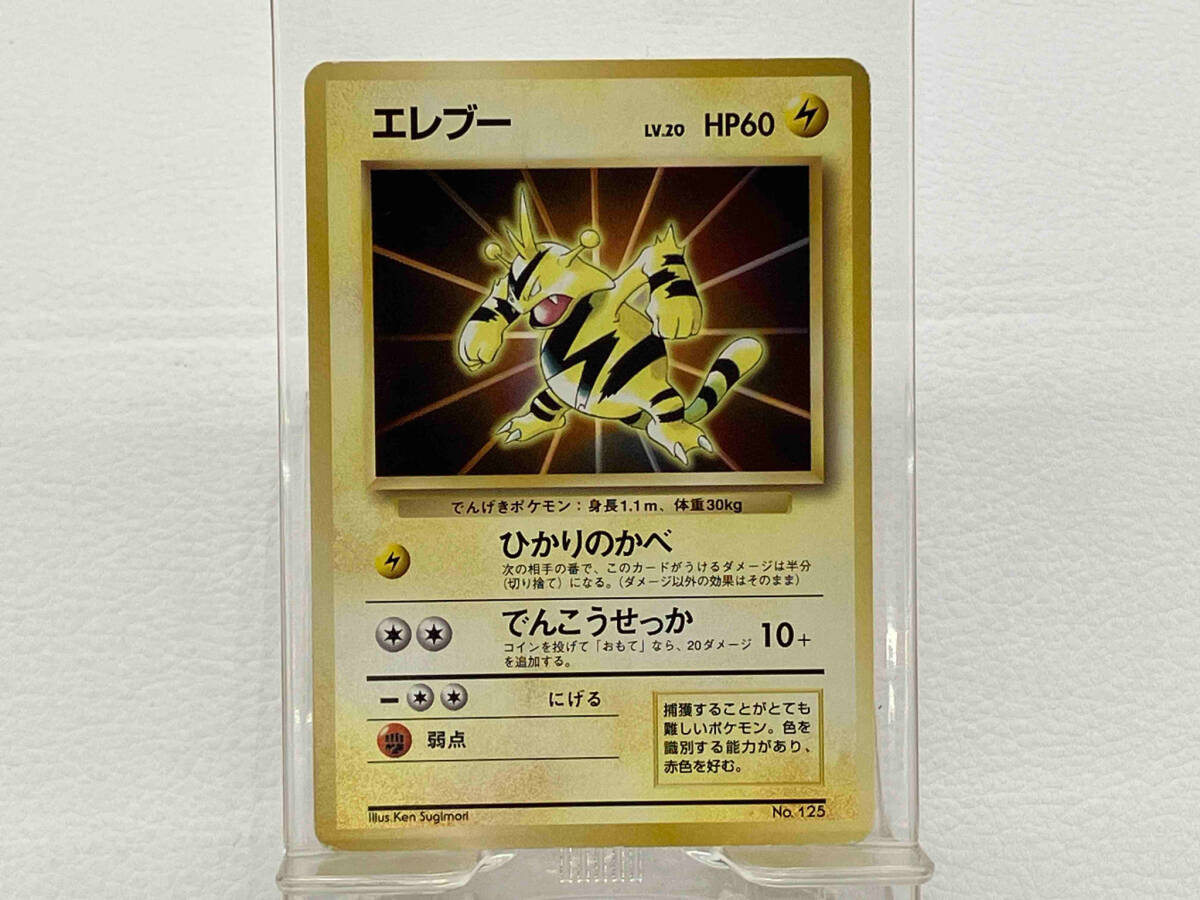 エレブー LV.20 HP60
でんげきポケモン：身長1.1m、体重30kg
ひかりのかべ
次の相手の番で、このカードがうけるダメージは半分
（切り捨て）になる。（ダメージ以外の効果はそのまま）
でんこうせっか 10+
コインを投げて「おもて」なら、20ダメージ
を追加する。
にげる
弱点
捕獲することがとても
難しいポケモン。色を
識別する能力があり、
赤色を好む。
Illus. Ken Sugimori No. 125